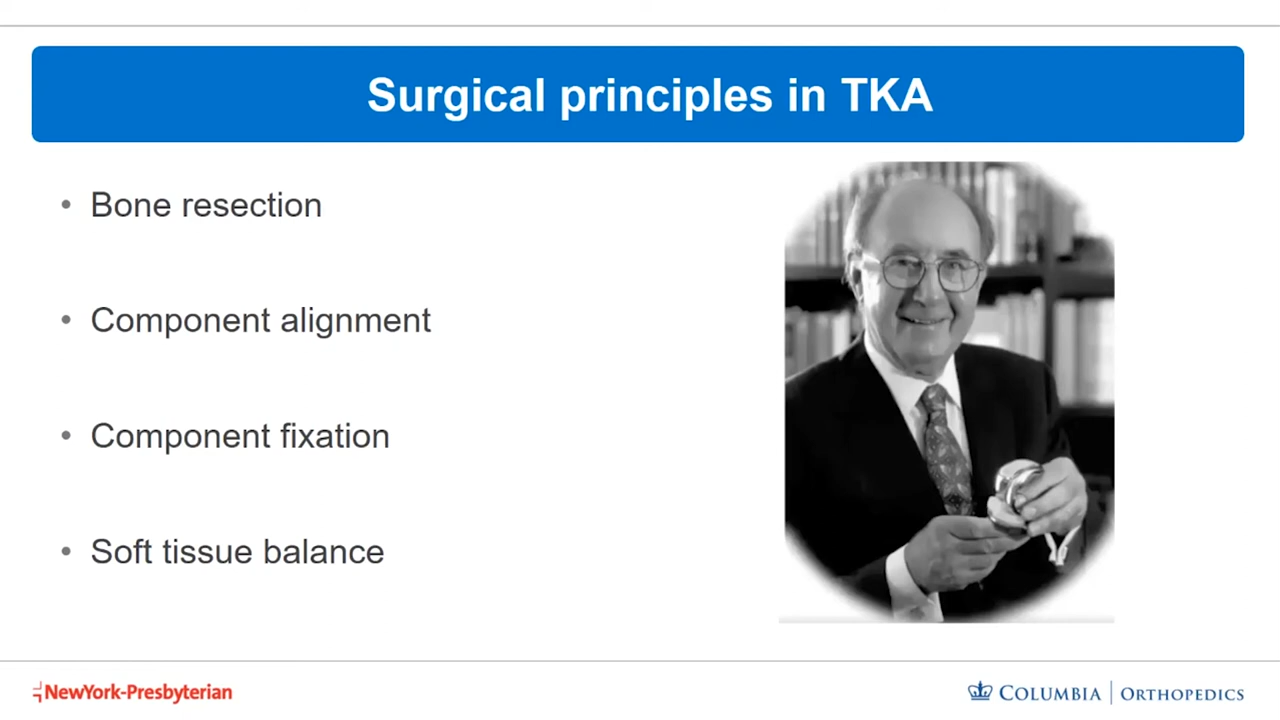 Surgical principles in TKA
• Bone resection
• Component alignment
• Component fixation
• Soft tissue balance
NewYork-Presbyterian
COLUMBIA | ORTHOPEDICS